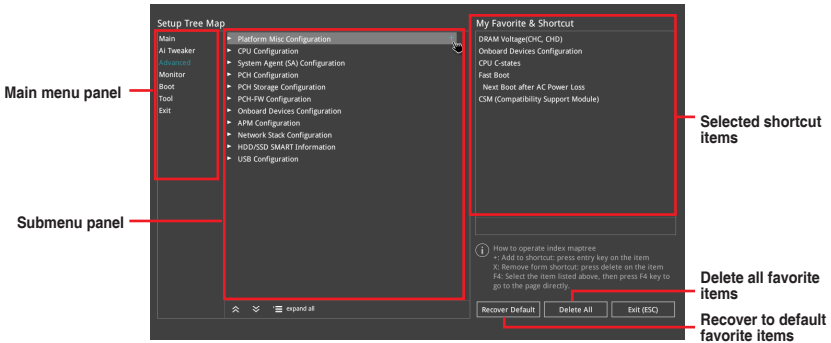 Setup Tree Map
Main
Ai Tweaker
Advanced
Monitor
Boot
Tool
Exit
Platform Misc Configuration
CPU Configuration
System Agent (SA) Configuration
PCH Configuration
PCH Storage Configuration
PCH-FW Configuration
Onboard Devices Configuration
APM Configuration
Network Stack Configuration
HDD/SSD SMART Information
USB Configuration
expand all
My Favorite & Shortcut
DRAM Voltage(CHC, CHD)
Onboard Devices Configuration
CPU C-states
Fast Boot
Next Boot after AC Power Loss
CSM (Compatibility Support Module)
How to operate index maptree
+: Add to shortcut: press entry key on the item
X: Remove form shortcut: press delete on the item
F4: Select the item listed above, then press F4 key to
go to the page directly.
Recover Default
Delete All
Exit (ESC)
Main menu panel
Submenu panel
Selected shortcut
items
Delete all favorite
items
Recover to default
favorite items